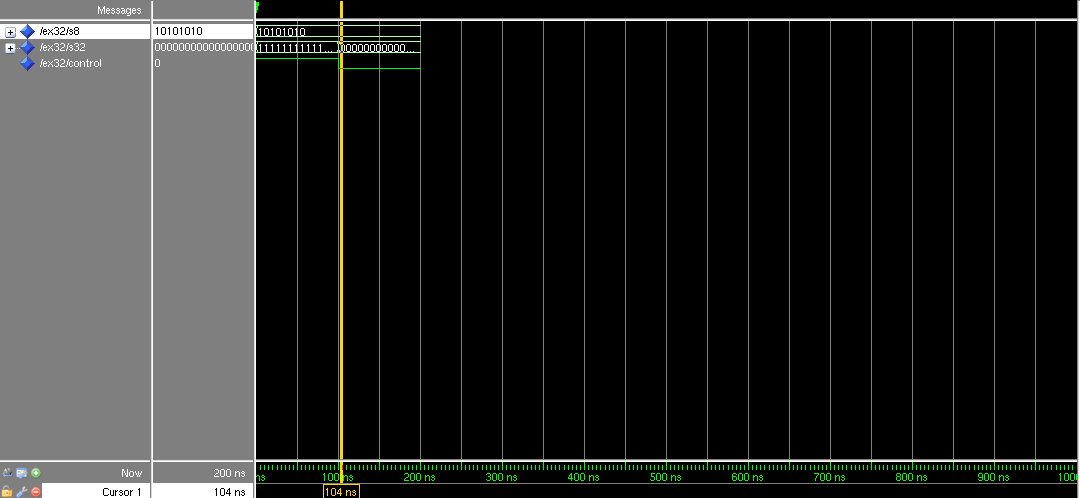 Messages
/ex32/s8 10101010 10101010
/ex32/s32 00000000000000000 11111111111... 00000000000...
/ex32/control 0
Now 200 ns ns 100 ns 200 ns 300 ns 400 ns 500 ns 600 ns 700 ns 800 ns 900 ns 1000
Cursor 1 104 ns 104 ns